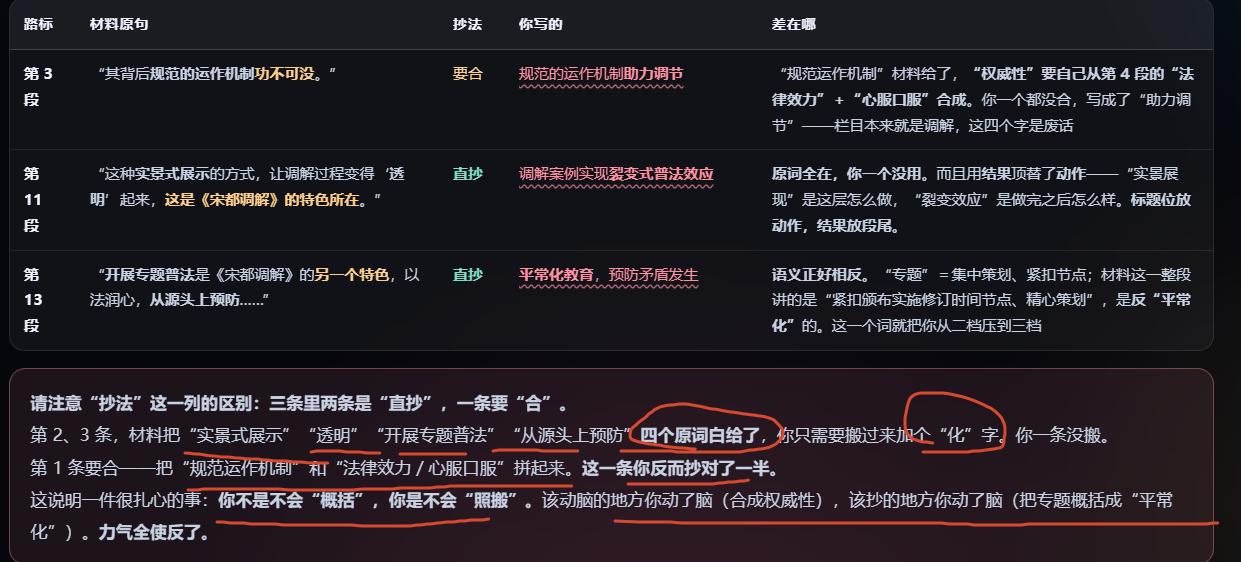 路标 材料原句 抄法 你写的 差在哪
第 3 “其背后规范的运作机制功不可没。” 要合 规范的运作机制助力调节 “规范运作机制”材料给了，“权威性”要自己从第 4 段的“法
段 律效力”+“心服口服”合成。你一个都没合，写成了“助力调
节”——栏目本来就是调解，这四个字是废话
第 “这种实景式展示的方式，让调解过程变得‘透 直抄 调解案例实现裂变式普法效应 原词全在，你一个没用。而且用结果顶替了动作——“实景展
11 明’起来，这是《宋都调解》的特色所在。” 现”是这层怎么做，“裂变效应”是做完之后怎么样。标题位放
段 动作，结果放段尾。
第 “开展专题普法是《宋都调解》的另一个特色，以 直抄 平常化教育，预防矛盾发生 语义正好相反。“专题”=集中策划、紧扣节点；材料这一整段
13 法润心，从源头上预防……” 讲的是“紧扣颁布实施修订时间节点、精心策划”，是反“平常
段 化”的。这一个词就把你从二档压到三档
请注意“抄法”这一列的区别：三条里两条是“直抄”，一条要“合”。
第 2、3 条，材料把“实景式展示”“透明”“开展专题普法”“从源头上预防”四个原词白给了，你只需要搬过来加个“化”字。你一条没搬。
第 1 条要合——把“规范运作机制”和“法律效力 / 心服口服”拼起来。这一条你反而抄对了一半。
这说明一件很扎心的事：你不是不会“概括”，你是不会“照搬”。该动脑的地方你动了脑（合成权威性），该抄的地方你动了脑（把专题概括成“平常
化”）。力气全使反了。